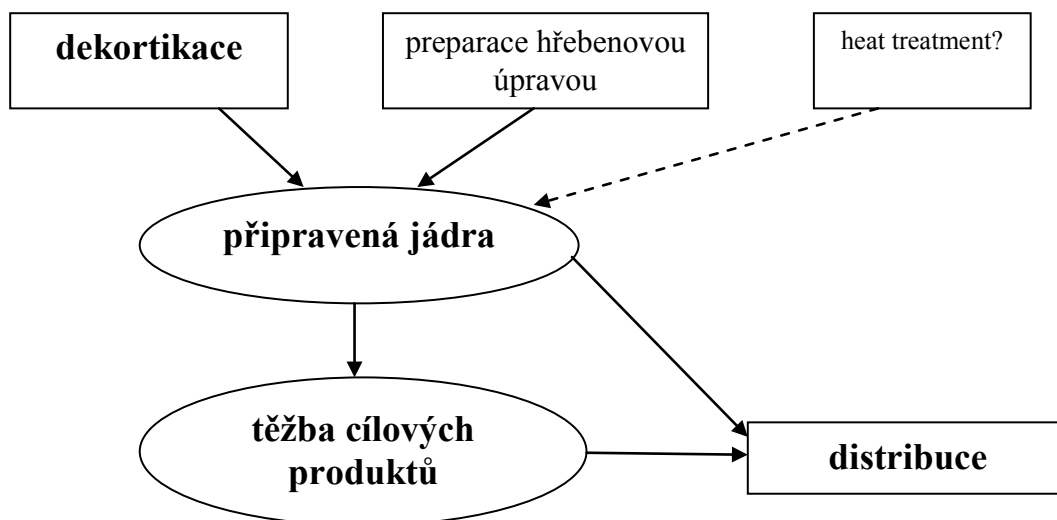 dekortikace
preparace hřebenovou
úpravou
heat treatment?
připravená jádra
těžba cílových
produktů
distribuce